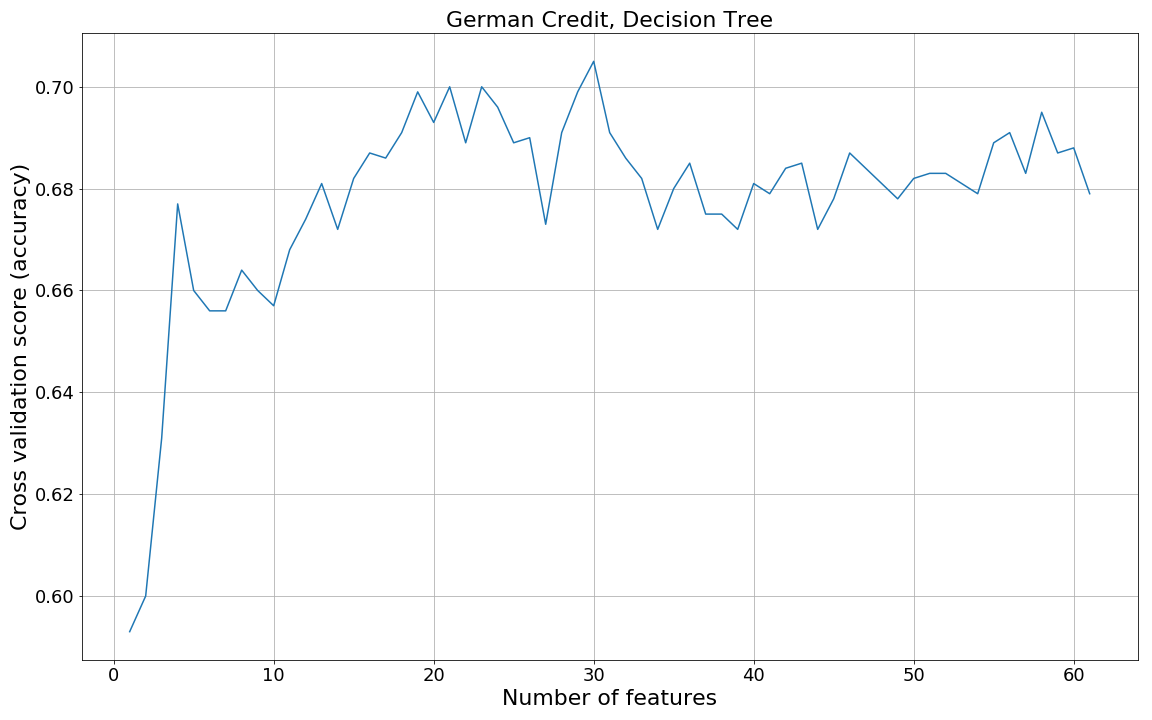 German Credit, Decision Tree
Cross validation score (accuracy)
0.70
0.68
0.66
0.64
0.62
0.60
0 10 20 30 40 50 60
Number of features